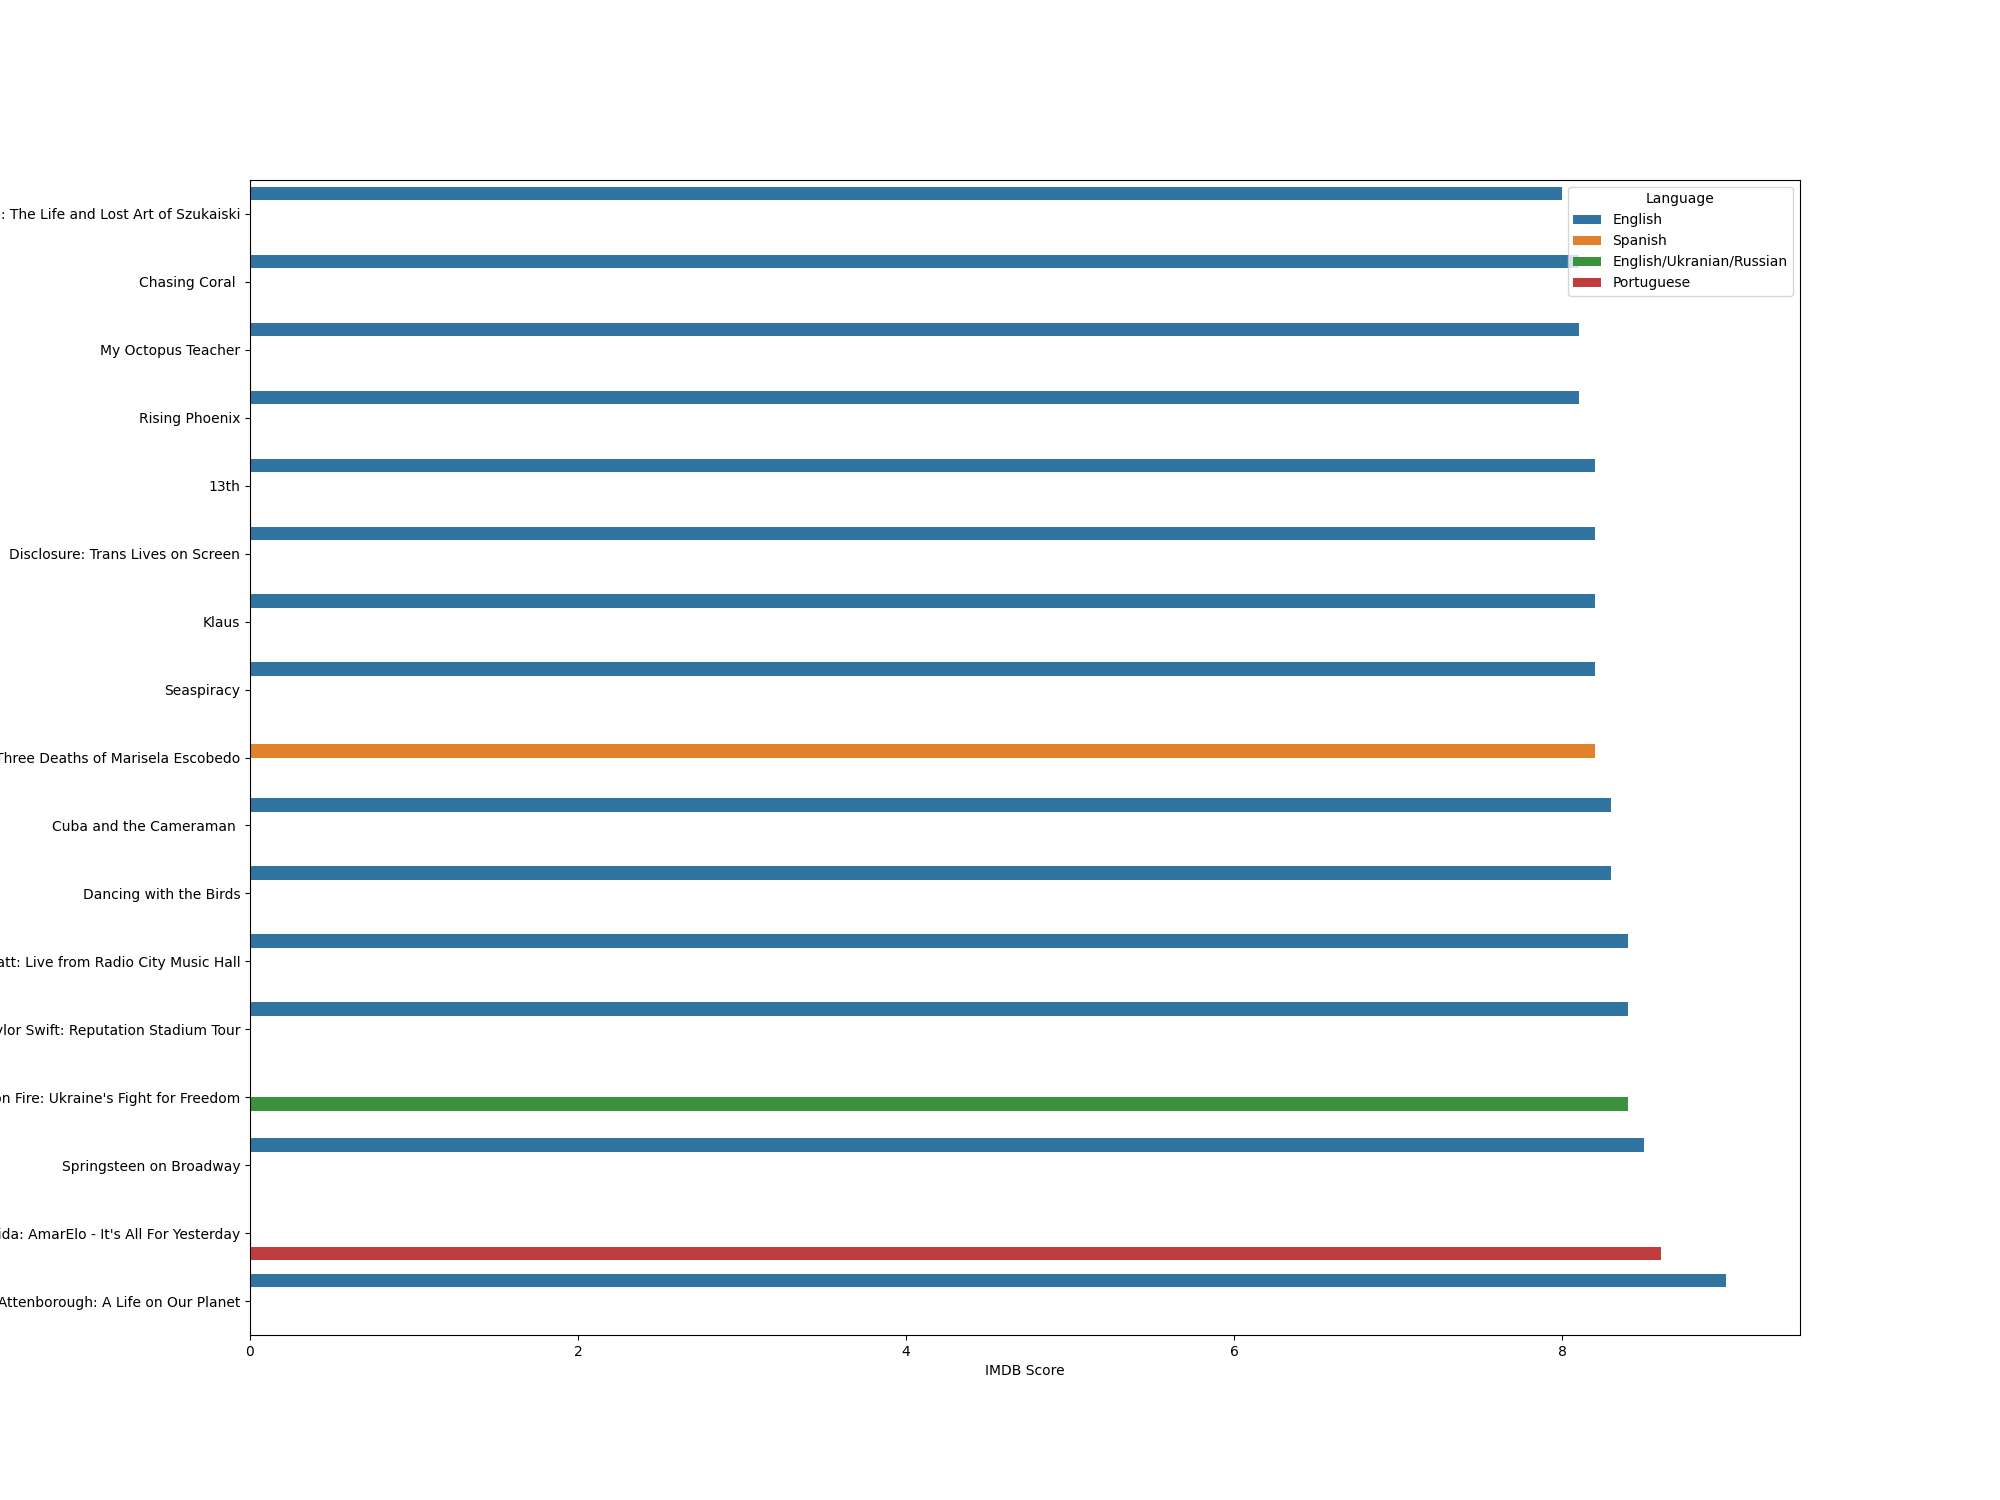 : The Life and Lost Art of Szukaiski
Chasing Coral
My Octopus Teacher
Rising Phoenix
13th
Disclosure: Trans Lives on Screen
Klaus
Seaspiracy
Three Deaths of Marisela Escobedo
Cuba and the Cameraman
Dancing with the Birds
att: Live from Radio City Music Hall
ylor Swift: Reputation Stadium Tour
on Fire: Ukraine's Fight for Freedom
Springsteen on Broadway
ida: AmarElo - It's All For Yesterday
Attenborough: A Life on Our Planet
Language
English
Spanish
English/Ukranian/Russian
Portuguese
0 2 4 6 8
IMDB Score